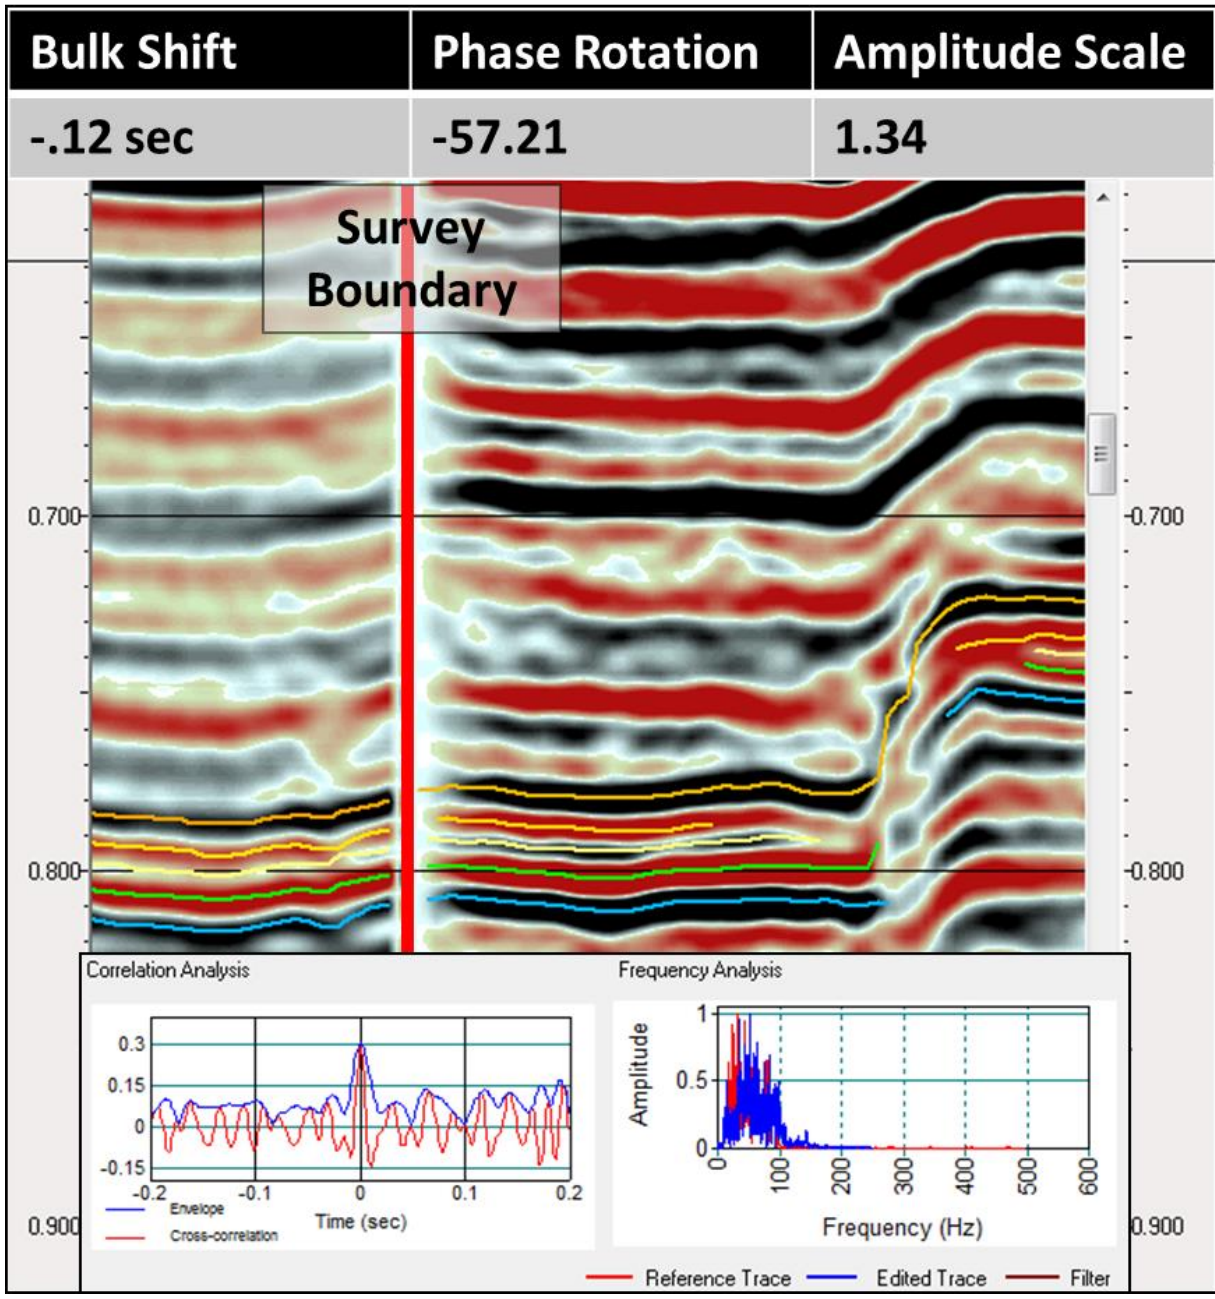 Bulk Shift Phase Rotation Amplitude Scale
-.12 sec -57.21 1.34
Survey
Boundary
0.700 0.700
0.800 0.800
0.900 0.900
Correlation Analysis Frequency Analysis
0.3
0.15
0
-0.15
-0.2 -0.1 0 0.1 0.2
Time (sec)
Envelope
Cross-correlation
Amplitude
1
0.5
0
0 100 200 300 400 500 600
Frequency (Hz)
Reference Trace Edited Trace Filter